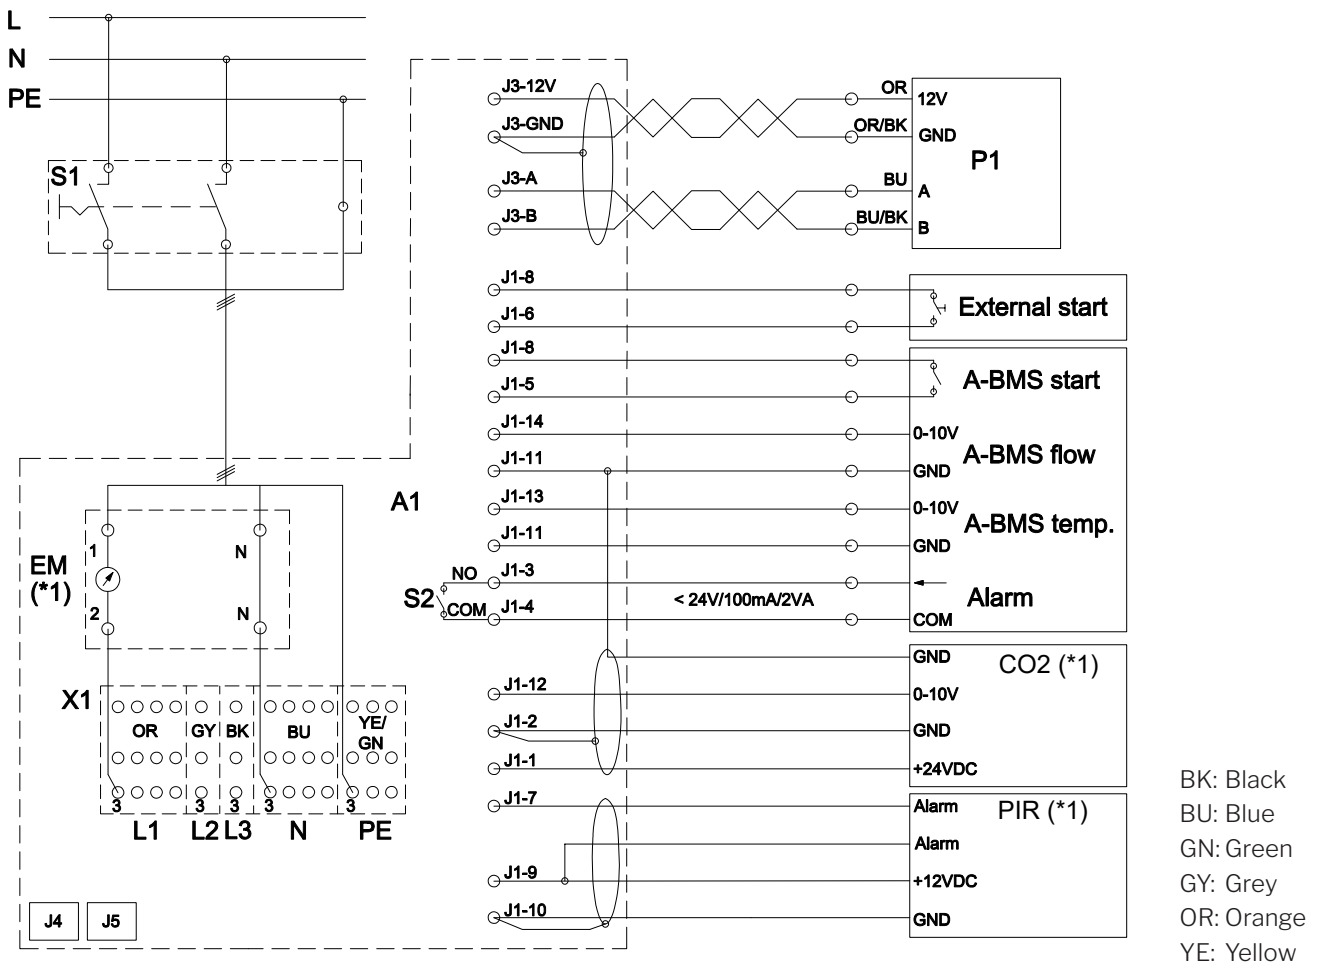 L
N
PE
S1
J3-12V
OR
12V
J3-GND
OR/BK
GND
P1
J3-A
BU
A
J3-B
BU/BK
B
J1-8
J1-6
External start
J1-8
J1-5
A-BMS start
J1-14
0-10V
A-BMS flow
J1-11
GND
J1-13
0-10V
A-BMS temp.
J1-11
GND
A1
S2
NO
J1-3
COM
J1-4
< 24V/100mA/2VA
Alarm
COM
GND
CO2 (*1)
J1-12
0-10V
J1-2
GND
J1-1
+24VDC
J1-7
Alarm
PIR (*1)
Alarm
J1-9
+12VDC
J1-10
GND
EM
(*1)
1
N
2
N
X1
OR
GY
BK
BU
YE/
GN
3
3
3
3
3
L1
L2
L3
N
PE
J4
J5
BK: Black
BU: Blue
GN: Green
GY: Grey
OR: Orange
YE: Yellow